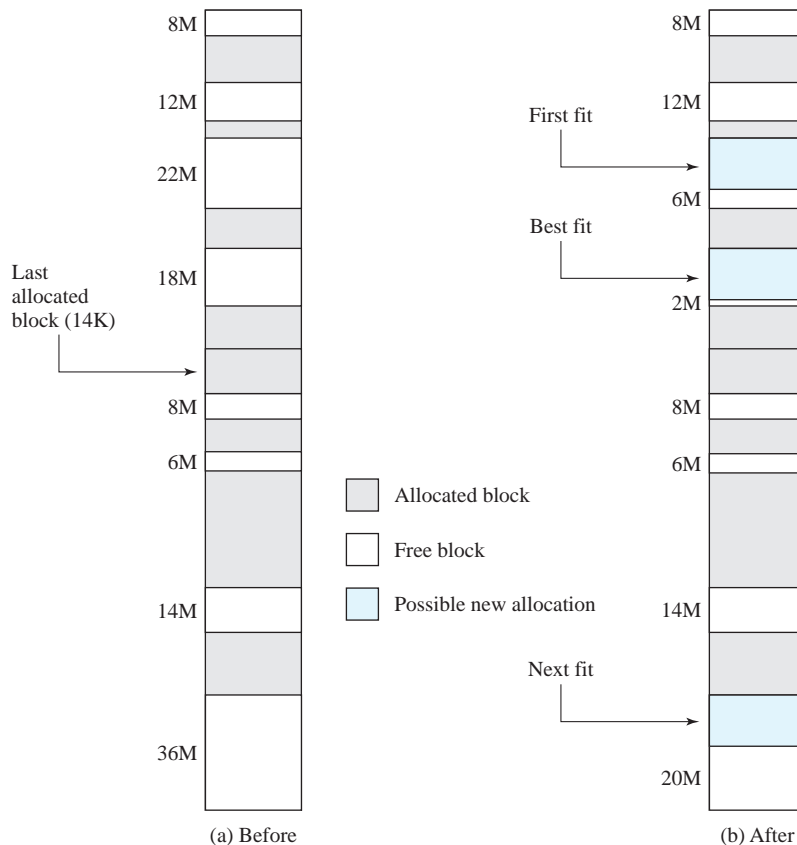 8M
12M
22M
18M
Last
allocated
block (14K)
8M
6M
14M
36M
(a) Before
Allocated block
Free block
Possible new allocation
8M
12M
First fit
6M
Best fit
2M
8M
6M
14M
Next fit
20M
(b) After